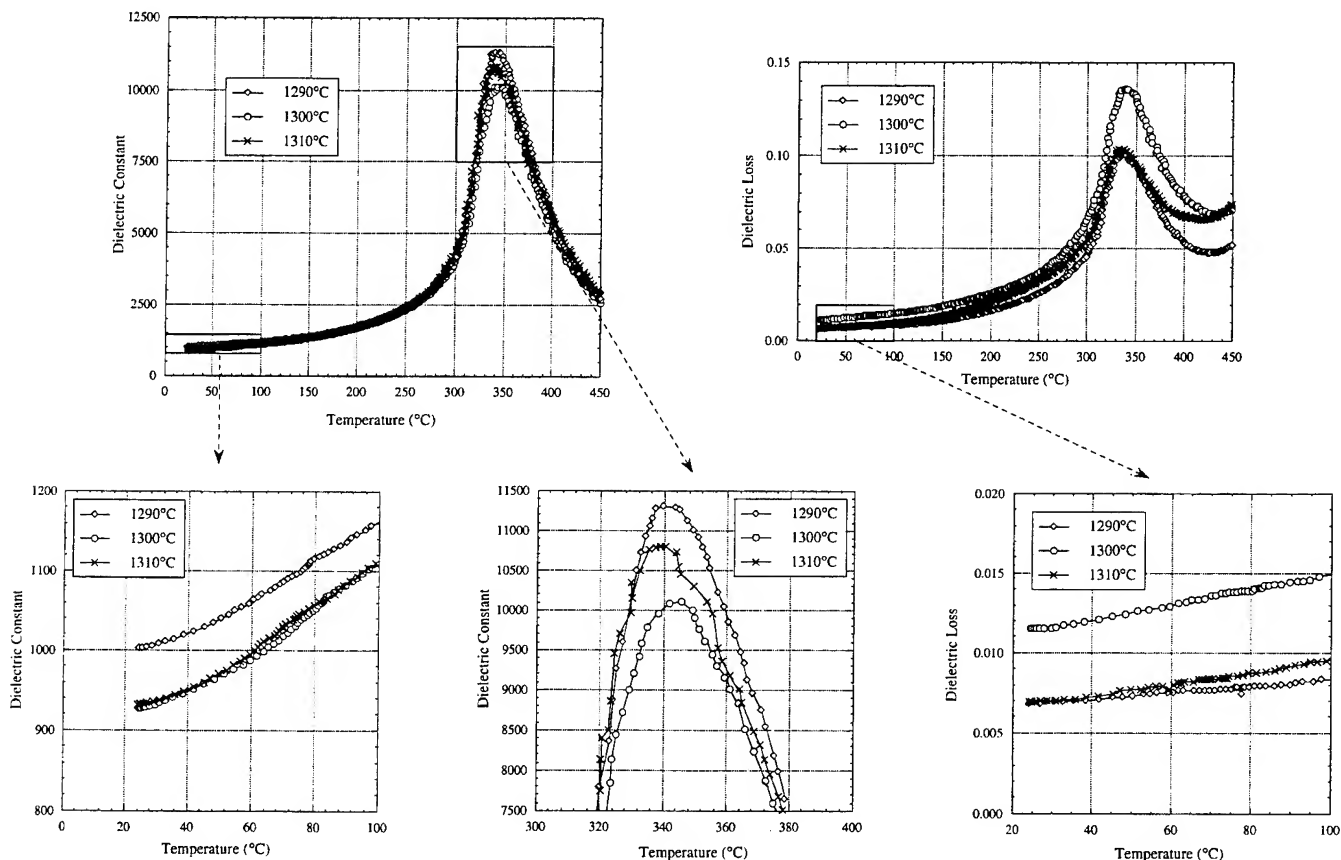 12500
10000
7500
5000
2500
0
Dielectric Constant
1290°C
1300°C
1310°C
0 50 100 150 200 250 300 350 400 450
Temperature (°C)
0.15
0.10
0.05
0.00
Dielectric Loss
1290°C
1300°C
1310°C
0 50 100 150 200 250 300 350 400 450
Temperature (°C)
1200
1100
1000
900
800
Dielectric Constant
1290°C
1300°C
1310°C
0 20 40 60 80 100
Temperature (°C)
11500
11000
10500
10000
9500
9000
8500
8000
7500
Dielectric Constant
1290°C
1300°C
1310°C
300 320 340 360 380 400
Temperature (°C)
0.020
0.015
0.010
0.005
0.000
Dielectric Loss
1290°C
1300°C
1310°C
20 40 60 80 100
Temperature (°C)